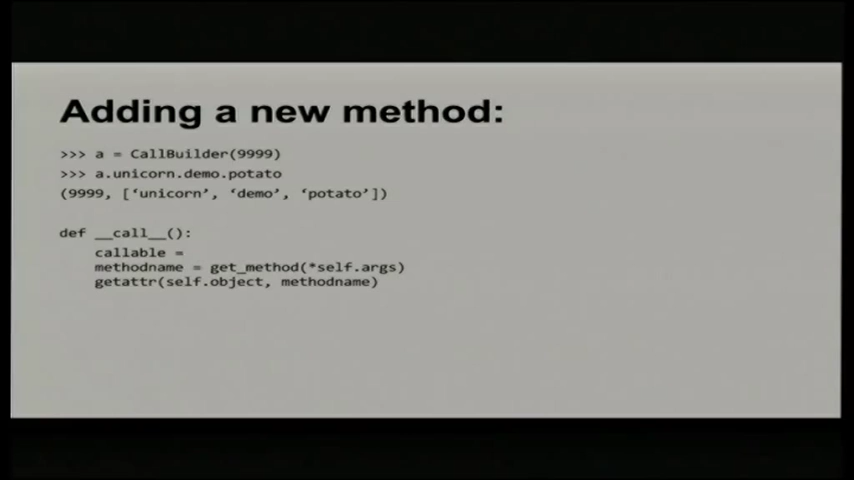 Adding a new method:
>>> a = CallBuilder(9999)
>>> a.unicorn.demo.potato
(9999, ['unicorn', 'demo', 'potato'])
def __call__():
callable =
methodname = get_method(*self.args)
getattr(self.object, methodname)